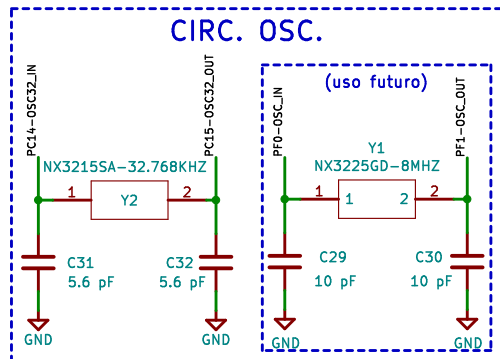 CIRC. OSC.
(uso futuro)
PC14-OSC32_IN
PC15-OSC32_OUT
PF0-OSC_IN
PF1-OSC_OUT
NX3215SA-32.768KHZ
Y1
NX3225GD-8MHZ
1 Y2 2
1 1 2 2
C31
5.6 pF
C32
5.6 pF
C29
10 pF
C30
10 pF
GND
GND
GND
GND